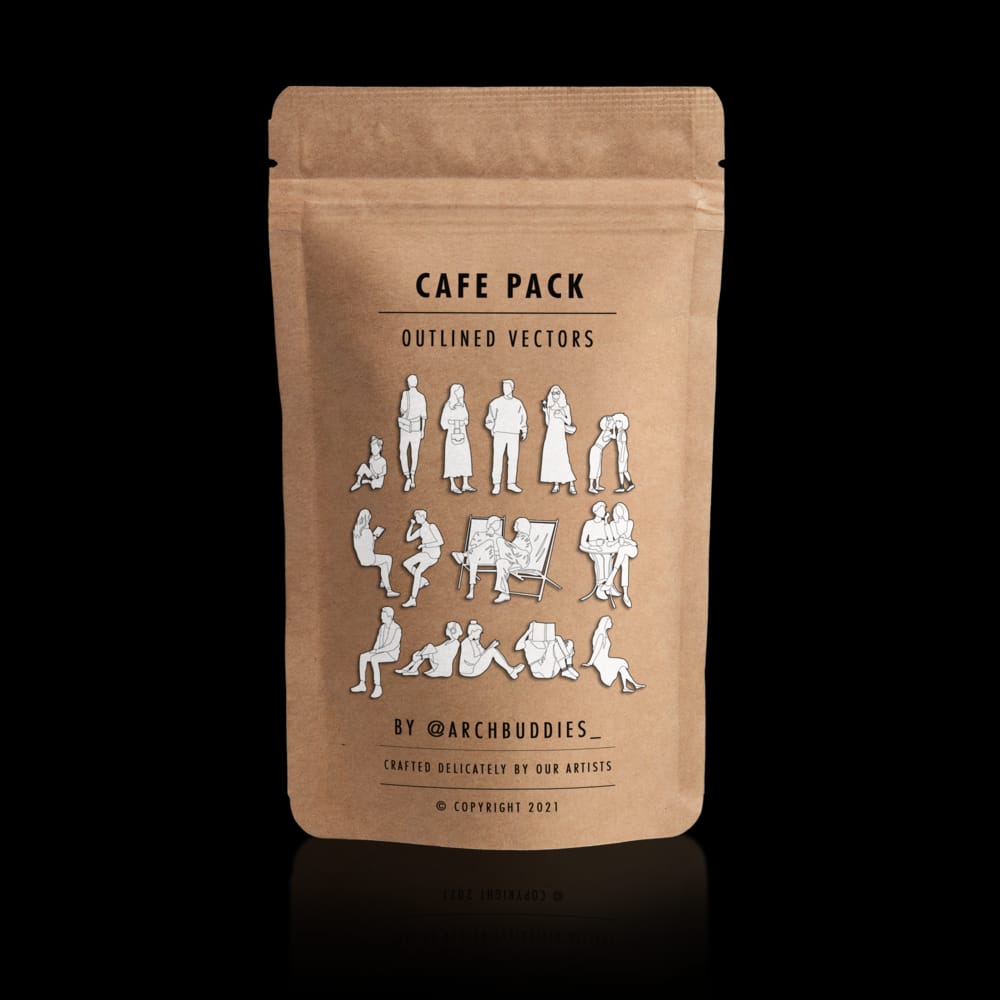 CAFE PACK
OUTLINED VECTORS
BY @ARCHBUDDIES_
CRAFTED DELICATELY BY OUR ARTISTS
© COPYRIGHT 2021